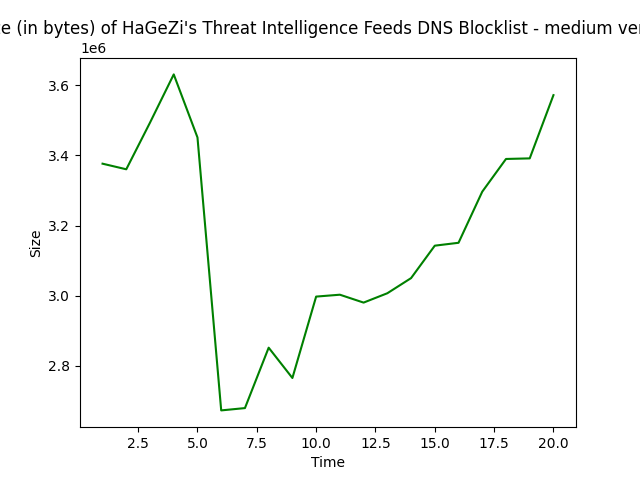 (in bytes) of HaGeZi's Threat Intelligence Feeds DNS Blocklist - medium
1e6
3.6
3.4
3.2
3.0
2.8
Size
2.5 5.0 7.5 10.0 12.5 15.0 17.5 20.0
Time